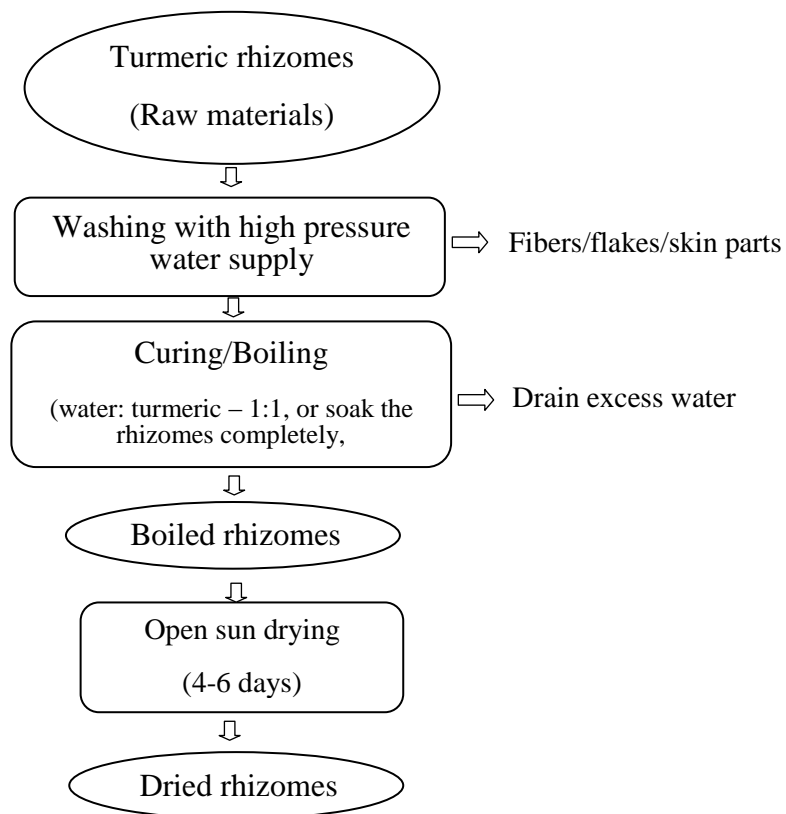 Turmeric rhizomes
(Raw materials)
Washing with high pressure
water supply
Fibers/flakes/skin parts
Curing/Boiling
(water: turmeric – 1:1, or soak the
rhizomes completely,
Drain excess water
Boiled rhizomes
Open sun drying
(4-6 days)
Dried rhizomes